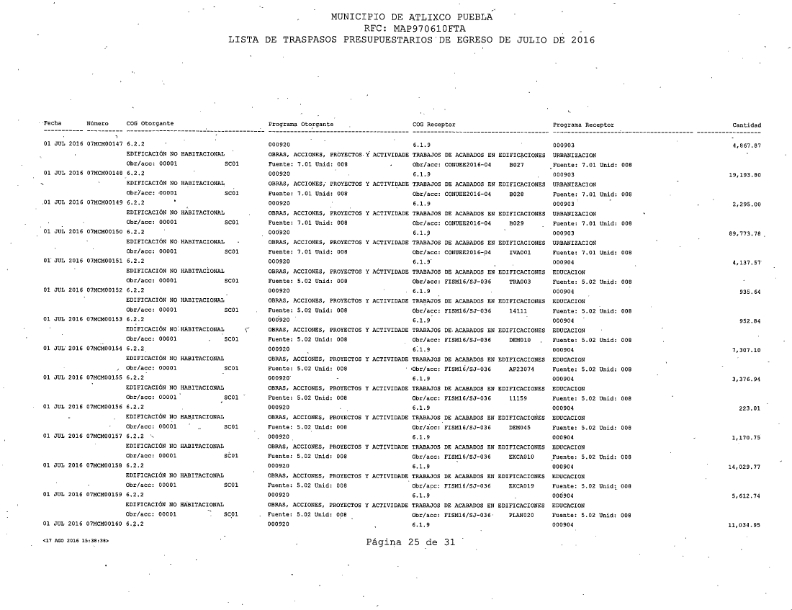 MUNICIPIO DE ATLIXCO PUEBLA
RFC: MAP970610FTA
LISTA DE TRASPASOS PRESUPUESTARIOS DE EGRESO DE JULIO DE 2016
Fecha Número COG Otorgante Programa Otorgante COG Receptor Programa Receptor Cantidad
01 JUL 2016 07MCM00147 6.2.2 000920 6.1.9 000903 4,667.87
EDIFICACIÓN NO HABITACIONAL OBRAS, ACCIONES, PROYECTOS Y ACTIVIDADE TRABAJOS DE ACABADOS EN EDIFICACIONES URBANIZACION
Obr/acc: 00001 SC01 Fuente: 7.01 Unid: 008 Obr/acc: CONUEE2016-04 B027 Fuente: 7.01 Unid: 008
01 JUL 2016 07MCM00148 6.2.2 000920 6.1.9 000903 19,193.80
EDIFICACIÓN NO HABITACIONAL OBRAS, ACCIONES, PROYECTOS Y ACTIVIDADE TRABAJOS DE ACABADOS EN EDIFICACIONES URBANIZACION
Obr/acc: 00001 SC01 Fuente: 7.01 Unid: 008 Obr/acc: CONUEE2016-04 B028 Fuente: 7.01 Unid: 008
01 JUL 2016 07MCM00149 6.2.2 000920 6.1.9 000903 3,295.00
EDIFICACIÓN NO HABITACIONAL OBRAS, ACCIONES, PROYECTOS Y ACTIVIDADE TRABAJOS DE ACABADOS EN EDIFICACIONES URBANIZACION
Obr/acc: 00001 SC01 Fuente: 7.01 Unid: 008 Obr/acc: CONUEE2016-04 B029 Fuente: 7.01 Unid: 008
01 JUL 2016 07MCM00150 6.2.2 000920 6.1.9 000903 89,773.78
EDIFICACIÓN NO HABITACIONAL OBRAS, ACCIONES, PROYECTOS Y ACTIVIDADE TRABAJOS DE ACABADOS EN EDIFICACIONES URBANIZACION
Obr/acc: 00001 SC01 Fuente: 7.01 Unid: 008 Obr/acc: CONUEE2016-04 IVA001 Fuente: 7.01 Unid: 008
01 JUL 2016 07MCM00151 6.2.2 000920 6.1.9 000904 4,137.57
EDIFICACIÓN NO HABITACIONAL OBRAS, ACCIONES, PROYECTOS Y ACTIVIDADE TRABAJOS DE ACABADOS EN EDIFICACIONES EDUCACION
Obr/acc: 00001 SC01 Fuente: 5.02 Unid: 008 Obr/acc: FISM16/SJ-036 TRA003 Fuente: 5.02 Unid: 008
01 JUL 2016 07MCM00152 6.2.2 000920 6.1.9 000904 935.64
EDIFICACIÓN NO HABITACIONAL OBRAS, ACCIONES, PROYECTOS Y ACTIVIDADE TRABAJOS DE ACABADOS EN EDIFICACIONES EDUCACION
Obr/acc: 00001 SC01 Fuente: 5.02 Unid: 008 Obr/acc: FISM16/SJ-036 14111 Fuente: 5.02 Unid: 008
01 JUL 2016 07MCM00153 6.2.2 000920 6.1.9 000904 932.84
EDIFICACIÓN NO HABITACIONAL OBRAS, ACCIONES, PROYECTOS Y ACTIVIDADE TRABAJOS DE ACABADOS EN EDIFICACIONES EDUCACION
Obr/acc: 00001 SC01 Fuente: 5.02 Unid: 008 Obr/acc: FISM16/SJ-036 DEM010 Fuente: 5.02 Unid: 008
01 JUL 2016 07MCM00154 6.2.2 000920 6.1.9 000904 7,307.10
EDIFICACIÓN NO HABITACIONAL OBRAS, ACCIONES, PROYECTOS Y ACTIVIDADE TRABAJOS DE ACABADOS EN EDIFICACIONES EDUCACION
Obr/acc: 00001 SC01 Fuente: 5.02 Unid: 008 Obr/acc: FISM16/SJ-036 AP23074 Fuente: 5.02 Unid: 008
01 JUL 2016 07MCM00155 6.2.2 000920 6.1.9 000904 3,376.94
EDIFICACIÓN NO HABITACIONAL OBRAS, ACCIONES, PROYECTOS Y ACTIVIDADE TRABAJOS DE ACABADOS EN EDIFICACIONES EDUCACION
Obr/acc: 00001 SC01 Fuente: 5.02 Unid: 008 Obr/acc: FISM16/SJ-036 11159 Fuente: 5.02 Unid: 008
01 JUL 2016 07MCM00156 6.2.2 000920 6.1.9 000904 223.01
EDIFICACIÓN NO HABITACIONAL OBRAS, ACCIONES, PROYECTOS Y ACTIVIDADE TRABAJOS DE ACABADOS EN EDIFICACIONES EDUCACION
Obr/acc: 00001 SC01 Fuente: 5.02 Unid: 008 Obr/acc: FISM16/SJ-036 DEM045 Fuente: 5.02 Unid: 008
01 JUL 2016 07MCM00157 6.2.2 000920 6.1.9 000904 1,170.75
EDIFICACIÓN NO HABITACIONAL OBRAS, ACCIONES, PROYECTOS Y ACTIVIDADE TRABAJOS DE ACABADOS EN EDIFICACIONES EDUCACION
Obr/acc: 00001 SC01 Fuente: 5.02 Unid: 008 Obr/acc: FISM16/SJ-036 EXCA010 Fuente: 5.02 Unid: 008
01 JUL 2016 07MCM00158 6.2.2 000920 6.1.9 000904 14,029.77
EDIFICACIÓN NO HABITACIONAL OBRAS, ACCIONES, PROYECTOS Y ACTIVIDADE TRABAJOS DE ACABADOS EN EDIFICACIONES EDUCACION
Obr/acc: 00001 SC01 Fuente: 5.02 Unid: 008 Obr/acc: FISM16/SJ-036 EXCA019 Fuente: 5.02 Unid: 008
01 JUL 2016 07MCM00159 6.2.2 000920 6.1.9 000904 5,612.74
EDIFICACIÓN NO HABITACIONAL OBRAS, ACCIONES, PROYECTOS Y ACTIVIDADE TRABAJOS DE ACABADOS EN EDIFICACIONES EDUCACION
Obr/acc: 00001 SC01 Fuente: 5.02 Unid: 008 Obr/acc: FISM16/SJ-036 PLAN020 Fuente: 5.02 Unid: 008
01 JUL 2016 07MCM00160 6.2.2 000920 6.1.9 000904 11,034.85
<17 AGO 2016 15:38:39> Página 25 de 31